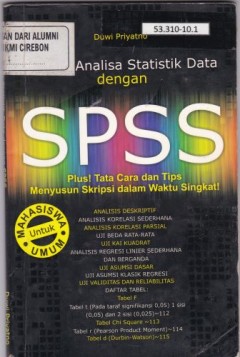 Duwi Priyatno
53.310-10.1
AN DARI ALUMNI
KMI CIREBON
Analisa Statistik Data
dengan
SPSS
Plus! Tata Cara dan Tips
Menyusun Skripsi dalam Waktu Singkat!
MAHASISWA
Untuk
UMUM
ANALISIS DESKRIPTIF
ANALISIS KORELASI SEDERHANA
ANALISIS KORELASI PARSIAL
UJI BEDA RATA-RATA
UJI KAI KUADRAT
ANALISIS REGRESI LINIER SEDERHANA
DAN BERGANDA
UJI ASUMSI DASAR
UJI ASUMSI KLASIK REGRESI
UJI VALIDITAS DAN RELIABILITAS
DAFTAR TABEL:
Tabel F
Tabel t (Pada taraf signifikansi 0,05) 1 sisi
(0,05) dan 2 sisi (0,025)—112
Tabel Chi Square —113
Tabel r (Pearson Product Moment)—114
Tabel d (Durbin-Watson)—115